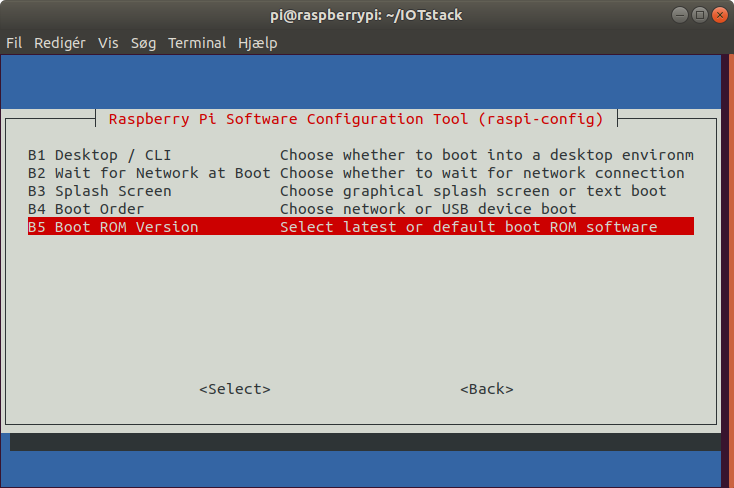 pi@raspberrypi: ~/IOTstack
Fil Redigér Vis Søg Terminal Hjælp
Raspberry Pi Software Configuration Tool (raspi-config)
B1 Desktop / CLI Choose whether to boot into a desktop environm
B2 Wait for Network at Boot Choose whether to wait for network connection
B3 Splash Screen Choose graphical splash screen or text boot
B4 Boot Order Choose network or USB device boot
B5 Boot ROM Version Select latest or default boot ROM software
<Select> <Back>